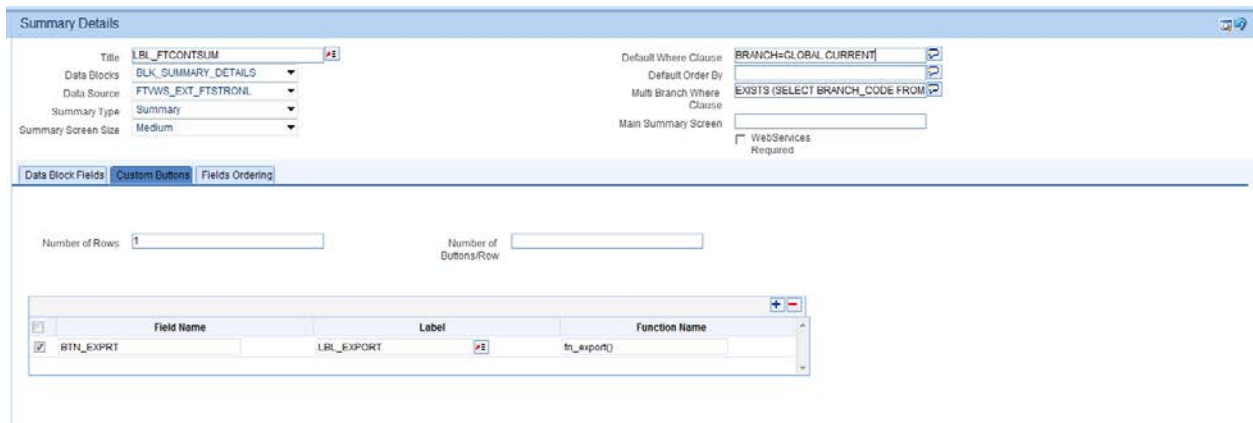 Summary Details
Title LBL_FTCONTSUM
Data Blocks BLK_SUMMARY_DETAILS
Data Source FTVWS_EXT_FTSTRONL
Summary Type Summary
Summary Screen Size Medium
Default Where Clause BRANCH=GLOBAL.CURRENT
Default Order By
Multi Branch Where EXISTS (SELECT BRANCH_CODE FROM
Clause
Main Summary Screen
WebServices
Required
Data Block Fields Custom Buttons Fields Ordering
Number of Rows 1
Number of
Buttons/Row
Field Name Label Function Name
BTN_EXPRT LBL_EXPORT fn_export()